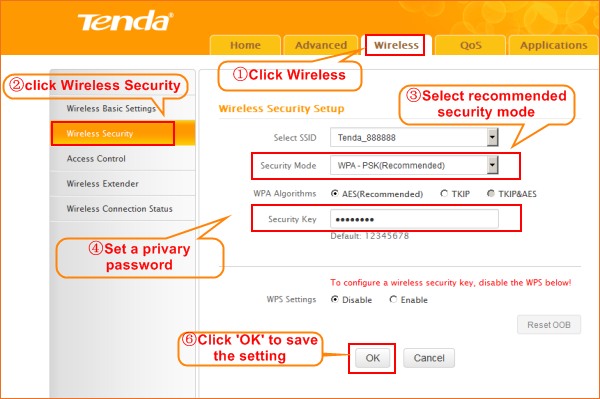 Tenda
Home Advanced Wireless QoS Applications
①Click Wireless
②click Wireless Security
Wireless Basic Settings
Wireless Security
Access Control
Wireless Extender
Wireless Connection Status
Wireless Security Setup
③Select recommended
security mode
Select SSID Tenda_888888
Security Mode WPA - PSK(Recommended)
WPA Algorithms AES(Recommended) TKIP TKIP&AES
Security Key ●●●●●●●●
Default: 12345678
④Set a privary
password
To configure a wireless security key, disable the WPS below!
WPS Settings Disable Enable
Reset OOB
⑥Click 'OK' to save
the setting
OK Cancel